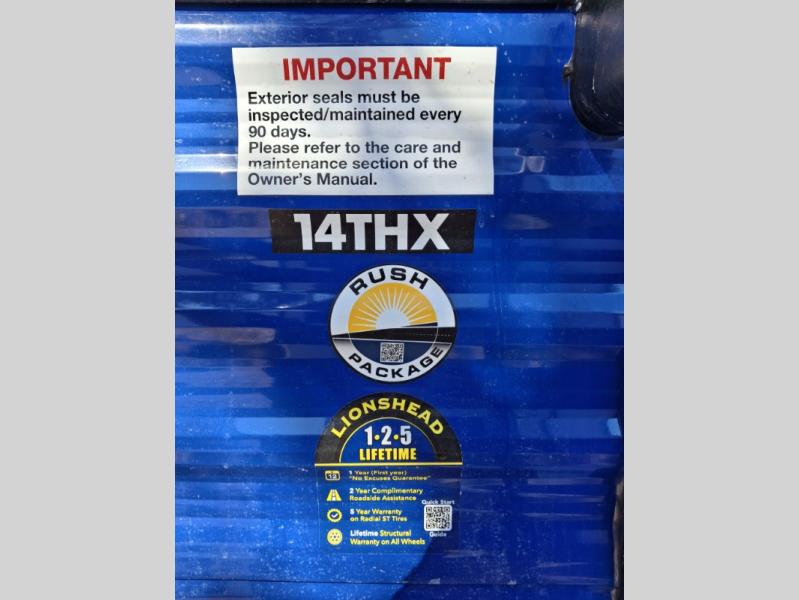 IMPORTANT
Exterior seals must be
inspected/maintained every
90 days.
Please refer to the care and
maintenance section of the
Owner's Manual.
14THX
RUSH
PACKAGE
LIONSHEAD
1•2•5
LIFETIME
12
1 Year (First year)
"No Excuses Guarantee"
2 Year Complimentary
Roadside Assistance
5 Year Warranty
on Radial ST Tires
Lifetime Structural
Warranty on All Wheels
Quick Start
Guide